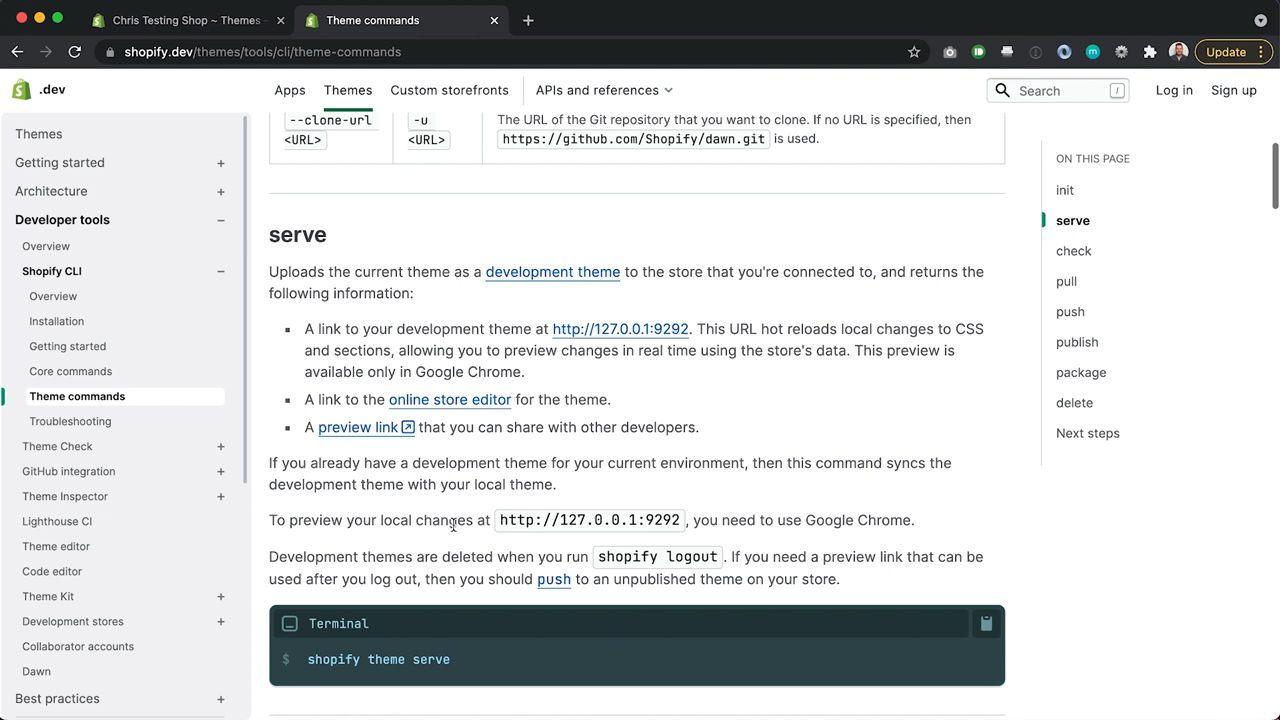 Chris Testing Shop ~ Themes
Theme commands
shopify.dev/themes/tools/cli/theme-commands
Update
.dev
Apps
Themes
Custom storefronts
APIs and references
Search
/
Log in
Sign up
Themes
Getting started
Architecture
Developer tools
Overview
Shopify CLI
Overview
Installation
Getting started
Core commands
Theme commands
Troubleshooting
Theme Check
GitHub integration
Theme Inspector
Lighthouse CI
Theme editor
Code editor
Theme Kit
Development stores
Collaborator accounts
Dawn
Best practices
--clone-url
<URL>
-u
<URL>
The URL of the Git repository that you want to clone. If no URL is specified, then
https://github.com/Shopify/dawn.git is used.
serve
Uploads the current theme as a development theme to the store that you're connected to, and returns the
following information:
A link to your development theme at http://127.0.0.1:9292. This URL hot reloads local changes to CSS
and sections, allowing you to preview changes in real time using the store's data. This preview is
available only in Google Chrome.
A link to the online store editor for the theme.
A preview link that you can share with other developers.
If you already have a development theme for your current environment, then this command syncs the
development theme with your local theme.
To preview your local changes at http://127.0.0.1:9292, you need to use Google Chrome.
Development themes are deleted when you run shopify logout. If you need a preview link that can be
used after you log out, then you should push to an unpublished theme on your store.
Terminal
$ shopify theme serve
ON THIS PAGE
init
serve
check
pull
push
publish
package
delete
Next steps